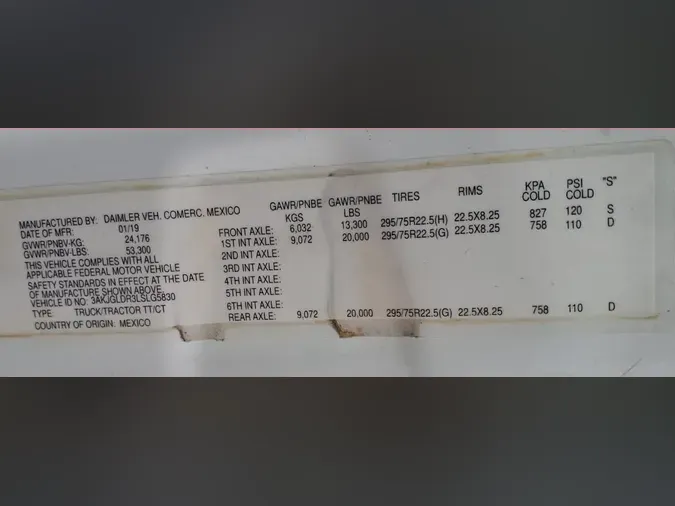 MANUFACTURED BY: DAIMLER VEH. COMERC. MEXICO
DATE OF MFR: 01/19
GVWR/PNBV-KG: 24,176
GVWR/PNBV-LBS: 53,300
THIS VEHICLE COMPLIES WITH ALL
APPLICABLE FEDERAL MOTOR VEHICLE
SAFETY STANDARDS IN EFFECT AT THE DATE
OF MANUFACTURE SHOWN ABOVE.
VEHICLE ID NO: 3AKJGLDR3LSLG5830
TYPE: TRUCK/TRACTOR TT/CT
COUNTRY OF ORIGIN: MEXICO
GAWR/PNBE KGS GAWR/PNBE LBS TIRES RIMS KPA COLD PSI COLD "S"
FRONT AXLE: 6,032 13,300 295/75R22.5(H) 22.5X8.25 827 120 S
1ST INT AXLE: 9,072 20,000 295/75R22.5(G) 22.5X8.25 758 110 D
2ND INT AXLE:
3RD INT AXLE:
4TH INT AXLE:
5TH INT AXLE:
6TH INT AXLE:
REAR AXLE: 9,072 20,000 295/75R22.5(G) 22.5X8.25 758 110 D